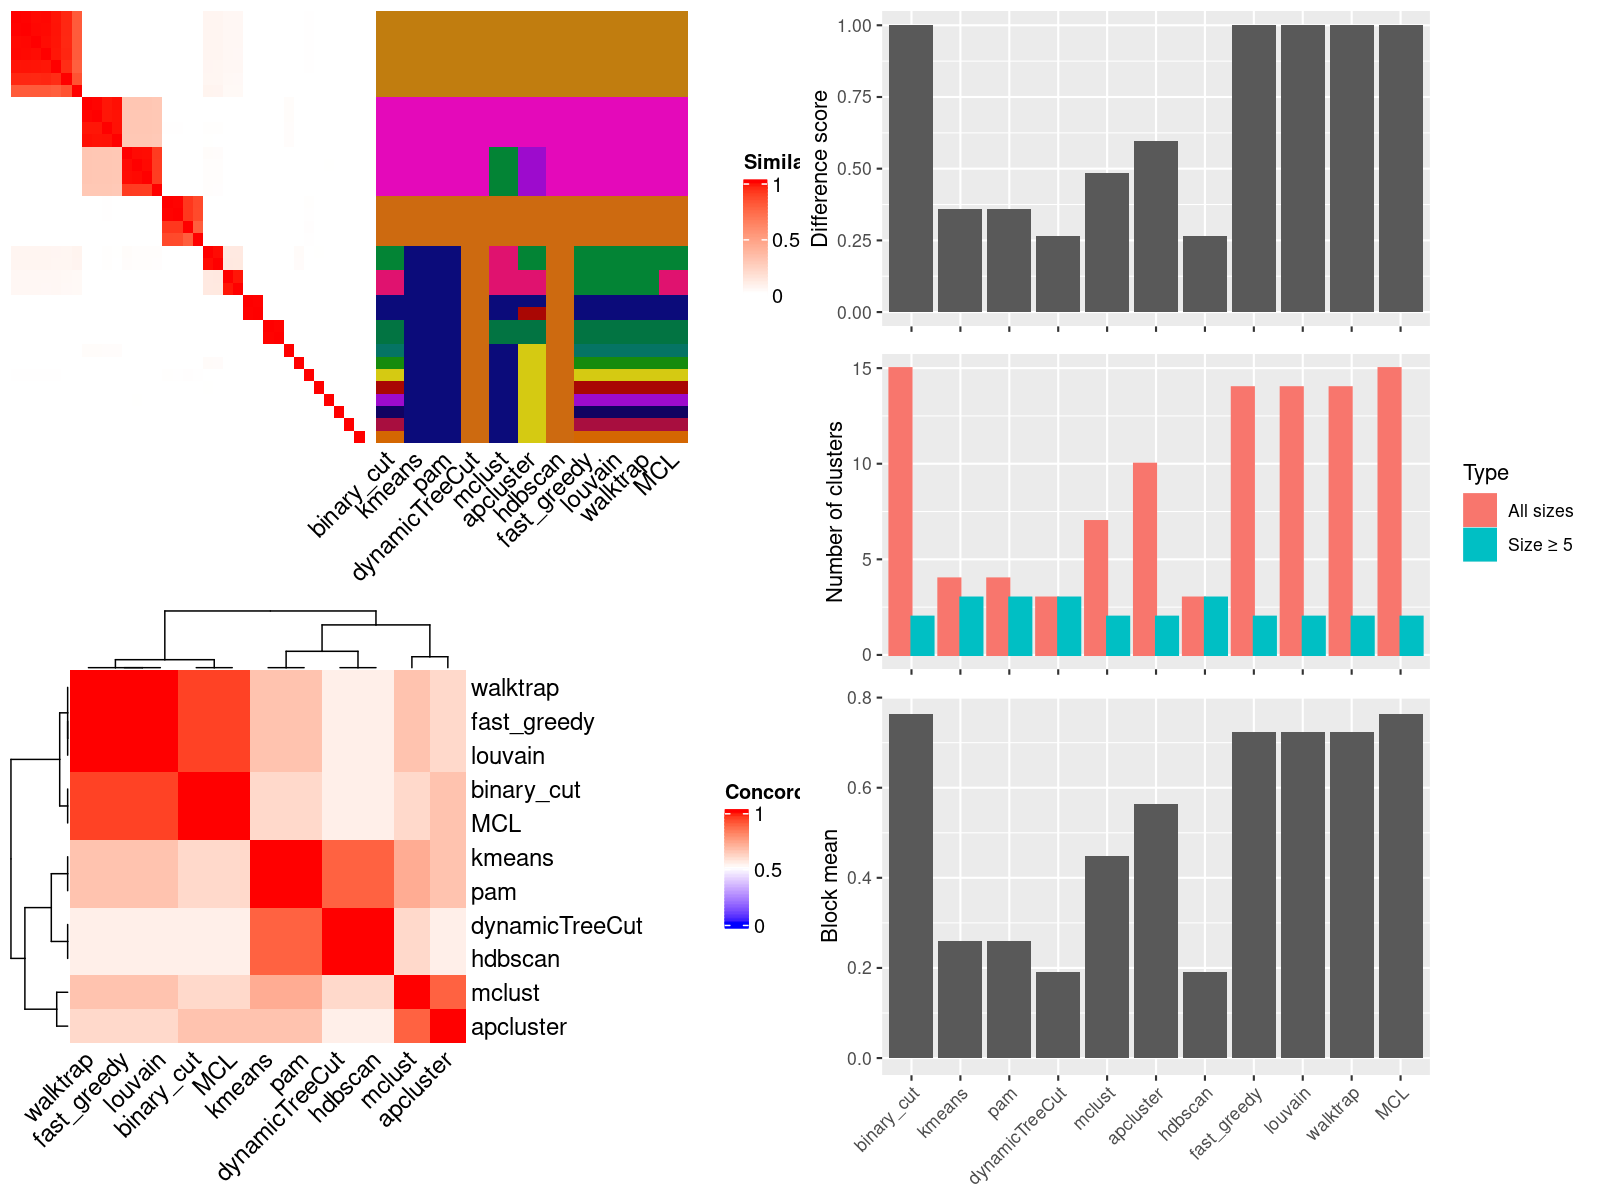 Simila
1
0.5
0
binary_cut
kmeans
pam
dynamicTreeCut
mclust
apcluster
hdbscan
fast_greedy
louvain
walktrap
MCL
walktrap
fast_greedy
louvain
binary_cut
MCL
kmeans
pam
dynamicTreeCut
hdbscan
mclust
apcluster
Concord
1
0.5
0
walktrap
fast_greedy
louvain
binary_cut
MCL
kmeans
pam
dynamicTreeCut
hdbscan
mclust
apcluster
Difference score
1.00
0.75
0.50
0.25
0.00
Number of clusters
15
10
5
0
Type
All sizes
Size ≥ 5
Block mean
0.8
0.6
0.4
0.2
0.0
binary_cut
kmeans
pam
dynamicTreeCut
mclust
apcluster
hdbscan
fast_greedy
louvain
walktrap
MCL